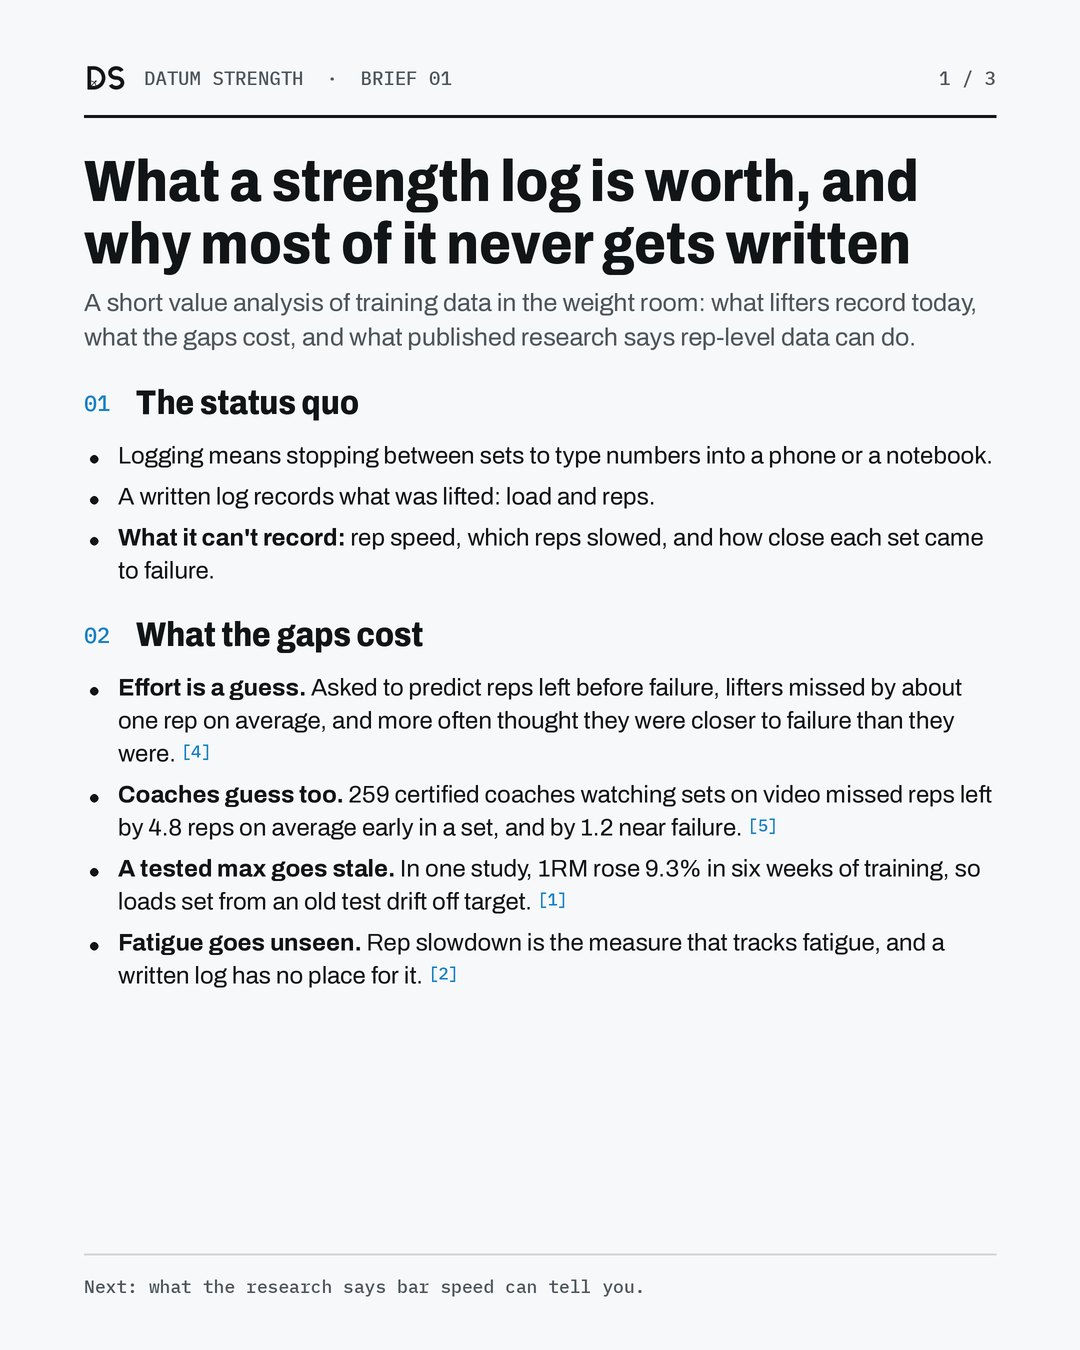 DS DATUM STRENGTH · BRIEF 01 1 / 3
What a strength log is worth, and
why most of it never gets written
A short value analysis of training data in the weight room: what lifters record today,
what the gaps cost, and what published research says rep-level data can do.
01 The status quo
• Logging means stopping between sets to type numbers into a phone or a notebook.
• A written log records what was lifted: load and reps.
• What it can't record: rep speed, which reps slowed, and how close each set came
to failure.
02 What the gaps cost
• Effort is a guess. Asked to predict reps left before failure, lifters missed by about
one rep on average, and more often thought they were closer to failure than they
were. [4]
• Coaches guess too. 259 certified coaches watching sets on video missed reps left
by 4.8 reps on average early in a set, and by 1.2 near failure. [5]
• A tested max goes stale. In one study, 1RM rose 9.3% in six weeks of training, so
loads set from an old test drift off target. [1]
• Fatigue goes unseen. Rep slowdown is the measure that tracks fatigue, and a
written log has no place for it. [2]
Next: what the research says bar speed can tell you.